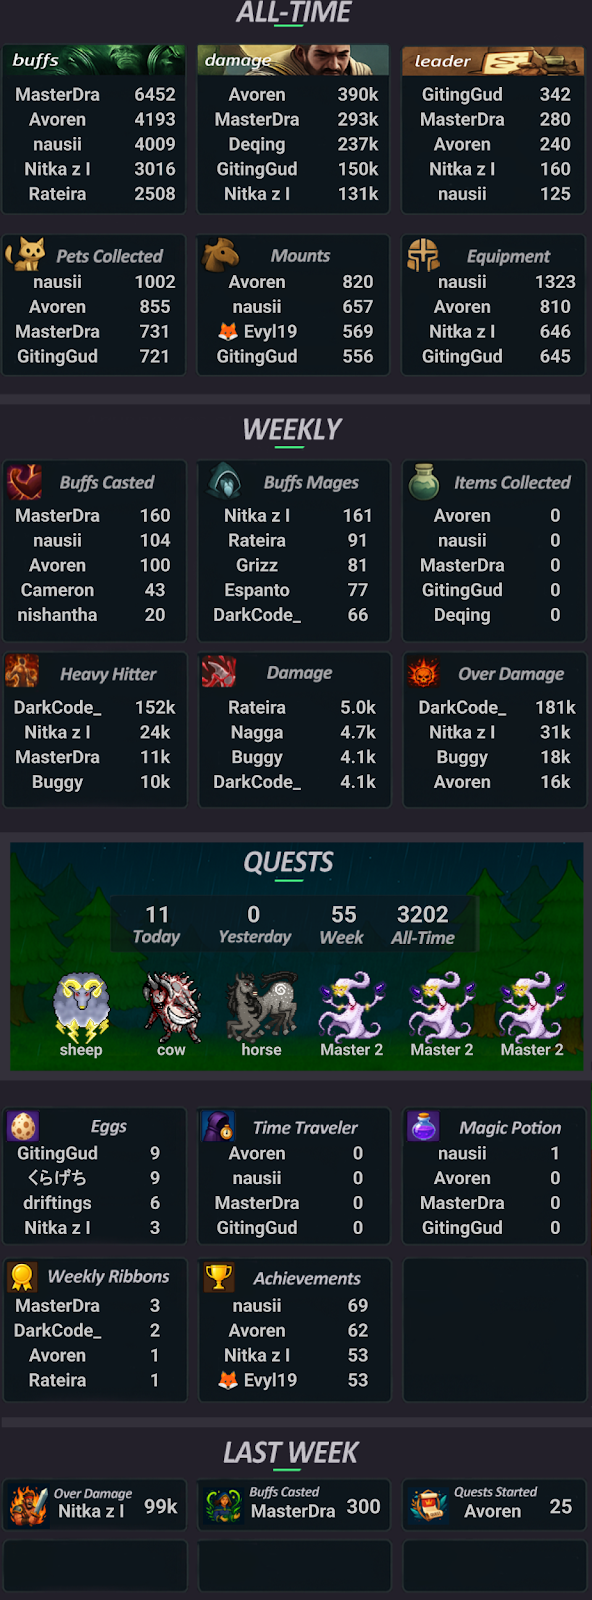 ALL-TIME
buffs
MasterDra 6452
Avoren 4193
nausii 4009
Nitka z I 3016
Rateira 2508
damage
Avoren 390k
MasterDra 293k
Deqing 237k
GitingGud 150k
Nitka z I 131k
leader
GitingGud 342
MasterDra 280
Avoren 240
Nitka z I 160
nausii 125
Pets Collected
nausii 1002
Avoren 855
MasterDra 731
GitingGud 721
Mounts
Avoren 820
nausii 657
🦊 Evyl19 569
GitingGud 556
Equipment
nausii 1323
Avoren 810
Nitka z I 646
GitingGud 645
WEEKLY
Buffs Casted
MasterDra 160
nausii 104
Avoren 100
Cameron 43
nishantha 20
Buffs Mages
Nitka z I 161
Rateira 91
Grizz 81
Espanto 77
DarkCode_ 66
Items Collected
Avoren 0
nausii 0
MasterDra 0
GitingGud 0
Deqing 0
Heavy Hitter
DarkCode_ 152k
Nitka z I 24k
MasterDra 11k
Buggy 10k
Damage
Rateira 5.0k
Nagga 4.7k
Buggy 4.1k
DarkCode_ 4.1k
Over Damage
DarkCode_ 181k
Nitka z I 31k
Buggy 18k
Avoren 16k
QUESTS
11 0 55 3202
Today Yesterday Week All-Time
sheep cow horse Master 2 Master 2 Master 2
Eggs
GitingGud 9
くらげち 9
driftings 6
Nitka z I 3
Time Traveler
Avoren 0
nausii 0
MasterDra 0
GitingGud 0
Magic Potion
nausii 1
Avoren 0
MasterDra 0
GitingGud 0
Weekly Ribbons
MasterDra 3
DarkCode_ 2
Avoren 1
Rateira 1
Achievements
nausii 69
Avoren 62
Nitka z I 53
🦊 Evyl19 53
LAST WEEK
Over Damage
Nitka z I 99k
Buffs Casted
MasterDra 300
Quests Started
Avoren 25